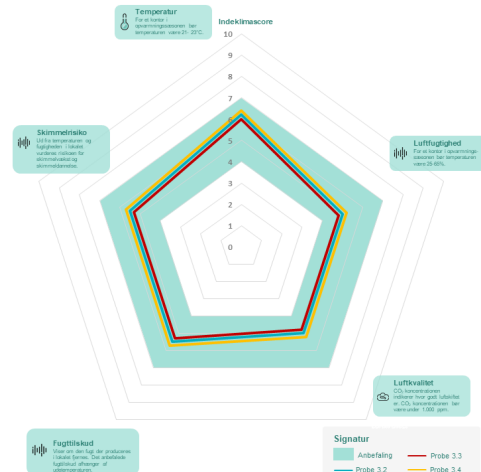 Temperatur
For et kontor i
opvarmningssæsonen bør
temperaturen være 21- 23°C.
Indeklimascore
10
9
8
7
6
5
4
3
2
1
0
Skimmelrisiko
Ud fra temperaturen og
fugtigheden i lokalet
vurderes risikoen for
skimmelvækst og
skimmeldannelse.
Luftfugtighed
For et kontor i opvarmnings-
sæsonen bør temperaturen
være
Luftkvalitet
CO₂ koncentrationen
indikerer hvor godt luftskiftet
er. CO₂ koncentrationen bør
være under 1.000 ppm.
Fugttilskud
Viser om den fugt der produceres
i lokalet fjernes. Det anbefalede
fugttilskud afhænger af
udetemperaturen.
Signatur
Anbefaling
Probe 3.3
Probe 3.2
Probe 3.4